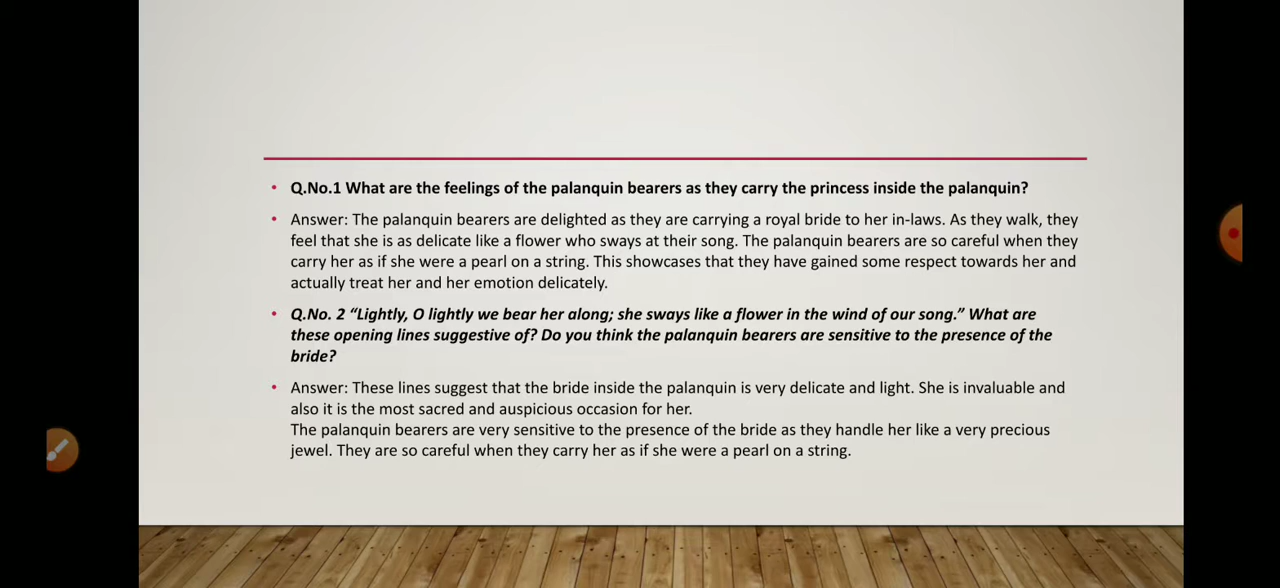 • Q.No.1 What are the feelings of the palanquin bearers as they carry the princess inside the palanquin?
• Answer: The palanquin bearers are delighted as they are carrying a royal bride to her in-laws. As they walk, they
feel that she is as delicate like a flower who sways at their song. The palanquin bearers are so careful when they
carry her as if she were a pearl on a string. This showcases that they have gained some respect towards her and
actually treat her and her emotion delicately.
• Q.No. 2 “Lightly, O lightly we bear her along; she sways like a flower in the wind of our song.” What are
these opening lines suggestive of? Do you think the palanquin bearers are sensitive to the presence of the
bride?
• Answer: These lines suggest that the bride inside the palanquin is very delicate and light. She is invaluable and
also it is the most sacred and auspicious occasion for her.
The palanquin bearers are very sensitive to the presence of the bride as they handle her like a very precious
jewel. They are so careful when they carry her as if she were a pearl on a string.